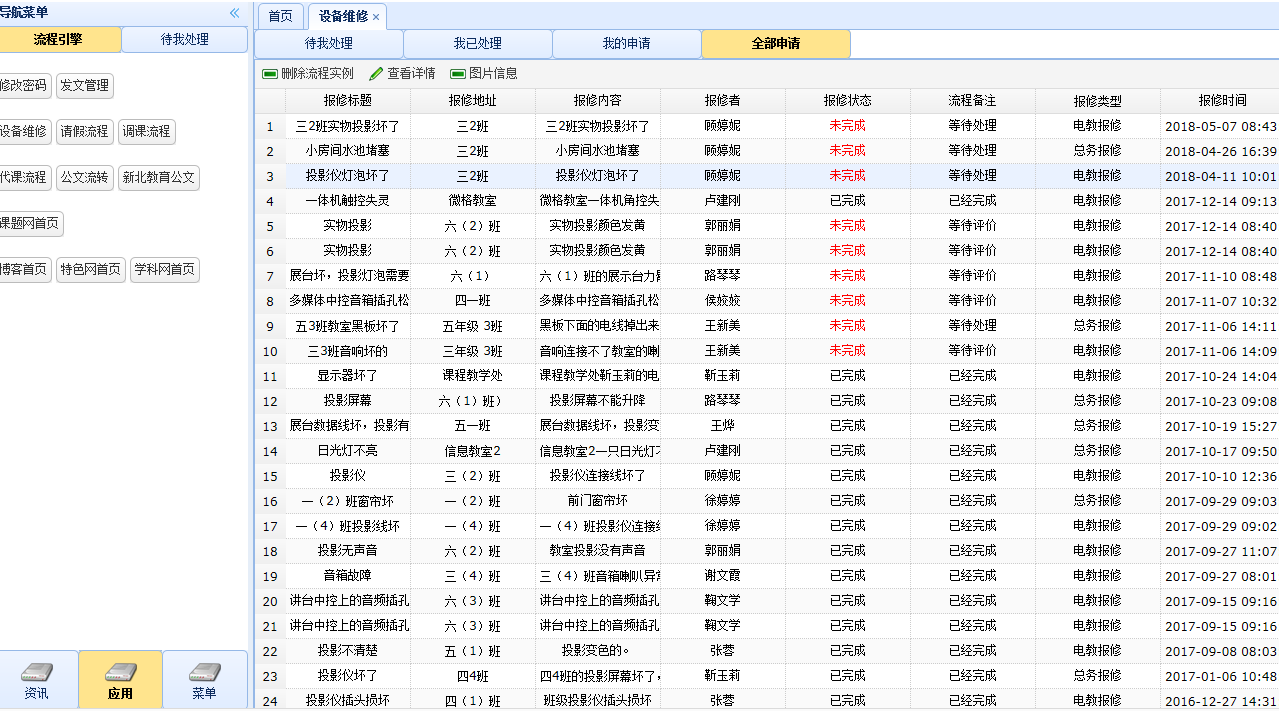 导航菜单
流程引擎 待我处理
修改密码 发文管理
设备维修 请假流程 调课流程
代课流程 公文流转 新北教育公文
课题网首页
博客首页 特色网首页 学科网首页
资讯 应用 菜单
首页 设备维修
待我处理 我已处理 我的申请 全部申请
删除流程实例 查看详情 图片信息
报修标题 报修地址 报修内容 报修者 报修状态 流程备注 报修类型 报修时间
1 三2班实物投影坏了 三2班 三2班实物投影坏了 顾婷妮 未完成 等待处理 电教报修 2018-05-07 08:43
2 小房间水池堵塞 三2班 小房间水池堵塞 顾婷妮 未完成 等待处理 总务报修 2018-04-26 16:39
3 投影仪灯泡坏了 三2班 投影仪灯泡坏了 顾婷妮 未完成 等待处理 电教报修 2018-04-11 10:01
4 一体机触控失灵 微格教室 微格教室一体机角控失 卢建刚 已完成 已经完成 电教报修 2017-12-14 09:13
5 实物投影 六（2）班 实物投影颜色发黄 郭丽娟 未完成 等待评价 电教报修 2017-12-14 08:40
6 实物投影 六（2）班 实物投影颜色发黄 郭丽娟 未完成 等待评价 电教报修 2017-12-14 08:40
7 展台坏，投影灯泡需要 六（1） 六（1）班的展示台力 路琴琴 未完成 等待评价 电教报修 2017-11-10 08:48
8 多媒体中控音箱插孔松 四一班 多媒体中控音箱插孔松 侯姣姣 未完成 等待评价 电教报修 2017-11-07 10:32
9 五3班教室黑板坏了 五年级 3班 黑板下面的电线掉出来 王新美 未完成 等待处理 总务报修 2017-11-06 14:11
10 三3班音响坏的 三年级 3班 音响连接不了教室的喇 王新美 未完成 等待评价 电教报修 2017-11-06 14:09
11 显示器坏了 课程教学处 课程教学处靳玉莉的电 靳玉莉 已完成 已经完成 电教报修 2017-10-24 14:04
12 投影屏幕 六（1）班） 投影屏幕不能升降 路琴琴 已完成 已经完成 电教报修 2017-10-23 09:08
13 展台数据线坏，投影有 五一班 展台数据线坏，投影变 王烨 已完成 已经完成 总务报修 2017-10-19 15:27
14 日光灯不亮 信息教室2 信息教室2一只日光灯 卢建刚 已完成 已经完成 总务报修 2017-10-17 09:50
15 投影仪 三（2）班 投影仪连接线坏了 顾婷妮 已完成 已经完成 电教报修 2017-10-10 12:36
16 一（2）班窗帘坏 一（2）班 前门窗帘坏 徐婷婷 已完成 已经完成 总务报修 2017-09-29 09:03
17 一（4）班投影线坏 一（4）班 一（4）班投影仪连接 徐婷婷 已完成 已经完成 电教报修 2017-09-29 09:02
18 投影无声音 六（2）班 教室投影没有声音 郭丽娟 已完成 已经完成 电教报修 2017-09-27 11:07
19 音箱故障 三（4）班 三（4）班音箱喇叭异 谢文霞 已完成 已经完成 电教报修 2017-09-27 08:01
20 讲台中控上的音频插孔 六（3）班 讲台中控上的音频插孔 鞠文学 已完成 已经完成 电教报修 2017-09-15 09:16
21 讲台中控上的音频插孔 六（3）班 讲台中控上的音频插孔 鞠文学 已完成 已经完成 电教报修 2017-09-15 09:16
22 投影不清楚 五（1）班 投影变色的。 张蓉 已完成 已经完成 电教报修 2017-09-08 08:03
23 投影仪坏了 四4班 四4班的投影屏幕坏了， 靳玉莉 已完成 已经完成 总务报修 2017-01-06 10:48
24 投影仪插头损坏 四（1）班 班级投影仪插头损坏 张蓉 已完成 已经完成 电教报修 2016-12-27 14:31